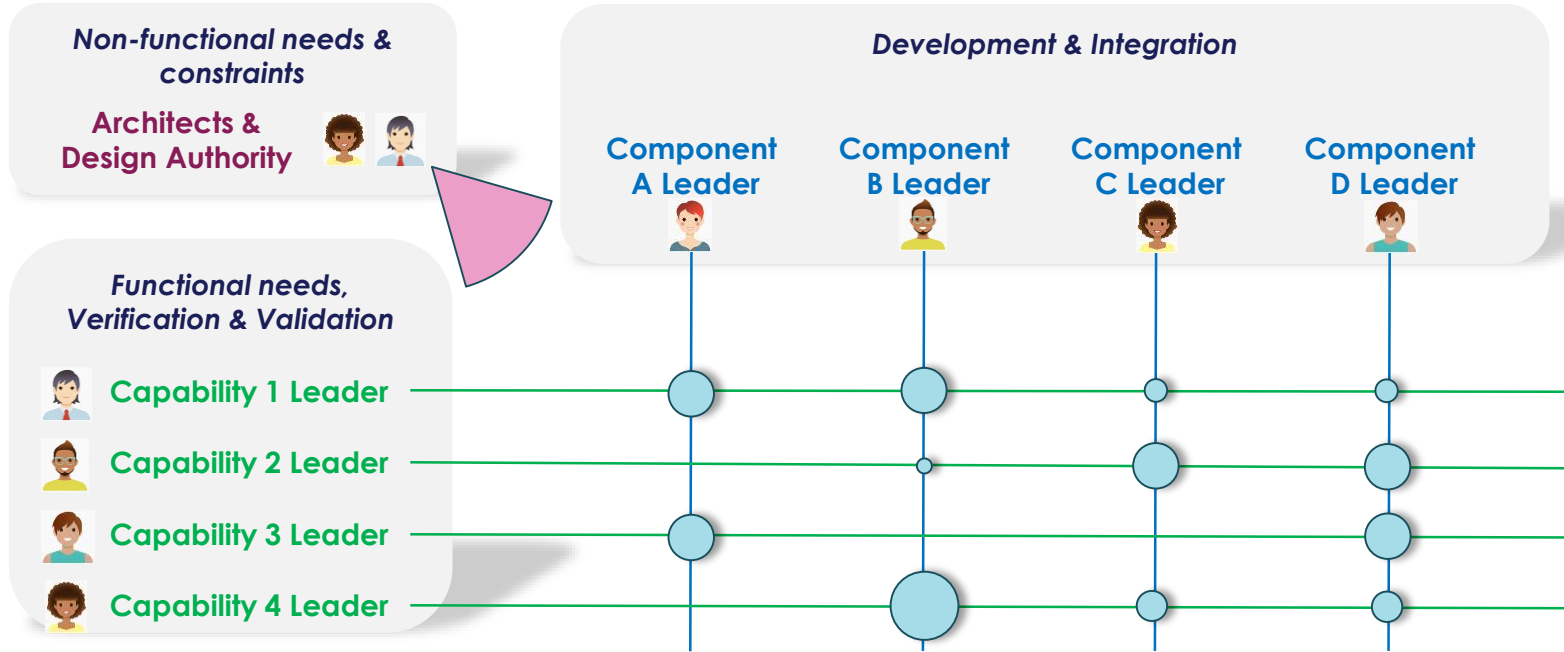 Non-functional needs &
constraints
Architects &
Design Authority
Development & Integration
Component
A Leader
Component
B Leader
Component
C Leader
Component
D Leader
Functional needs,
Verification & Validation
Capability 1 Leader
Capability 2 Leader
Capability 3 Leader
Capability 4 Leader